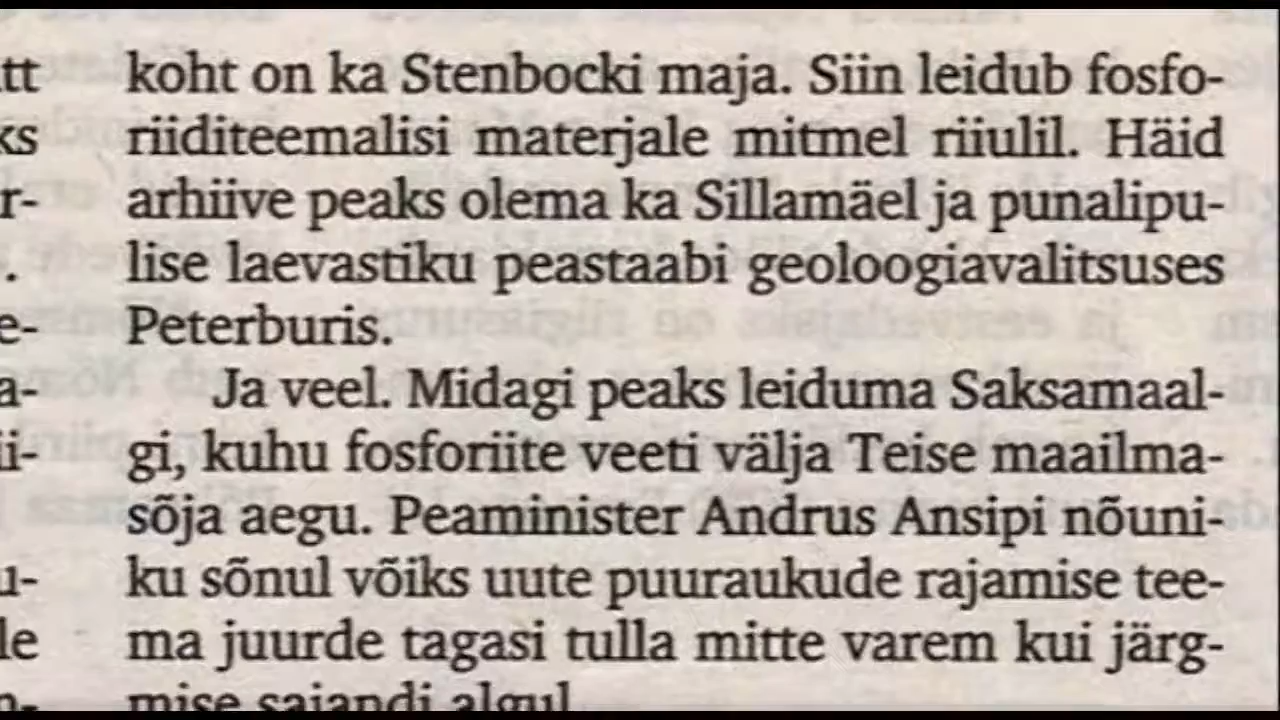 koht on ka Stenbocki maja. Siin leidub fosfo-
riiditeemalisi materjale mitmel riiulil. Häid
arhiive peaks olema ka Sillamäel ja punalipu-
lise laevastiku peastaabi geoloogiavalitsuses
Peterburis.
Ja veel. Midagi peaks leiduma Saksamaal-
gi, kuhu fosforiite veeti välja Teise maailma-
sõja aegu. Peaminister Andrus Ansipi nõuni-
ku sõnul võiks uute puuraukude rajamise tee-
ma juurde tagasi tulla mitte varem kui järg-
mise sajandi algul